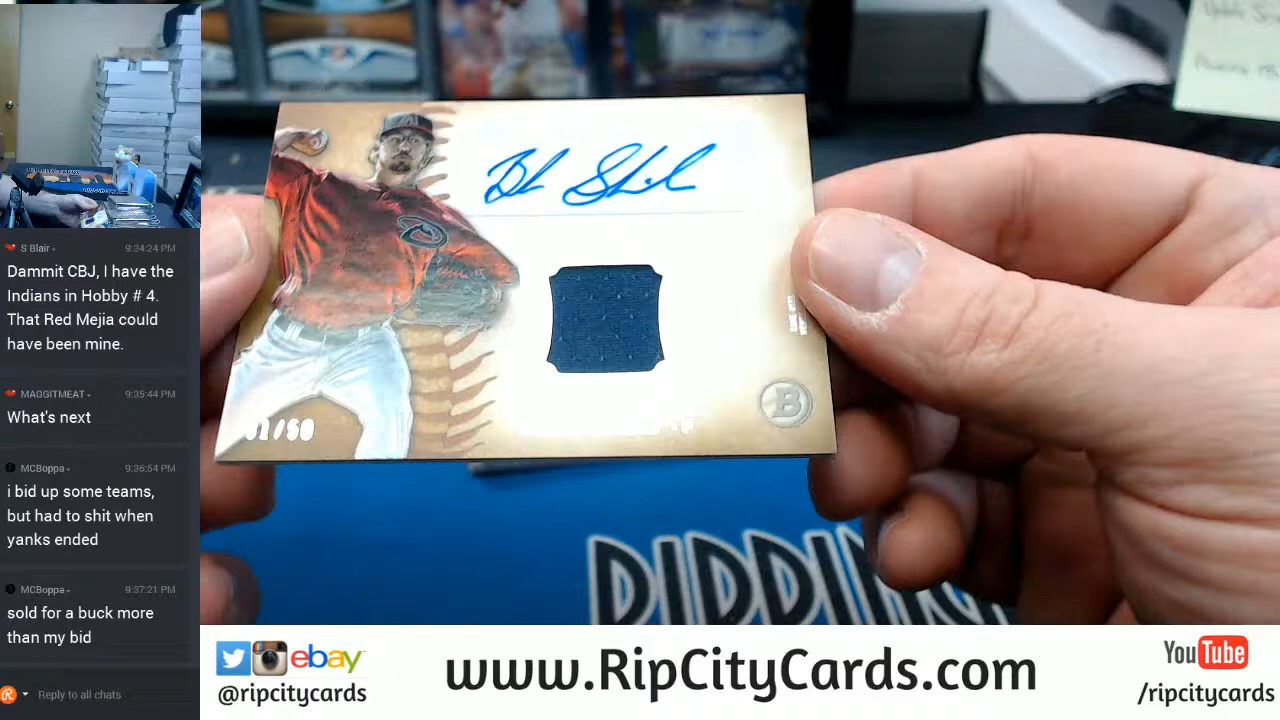 S Blair
9:34:24 PM
Dammit CBJ, I have the
Indians in Hobby # 4.
That Red Mejia could
have been mine.
MAGGITMEAT
9:35:44 PM
What's next
MCBoppa
9:36:54 PM
i bid up some teams,
but had to shit when
yanks ended
MCBoppa
9:37:21 PM
sold for a buck more
than my bid
Reply to all chats
A
B
/50
ebay
@ripcitycards
www.RipCityCards.com
YouTube
/ripcitycards